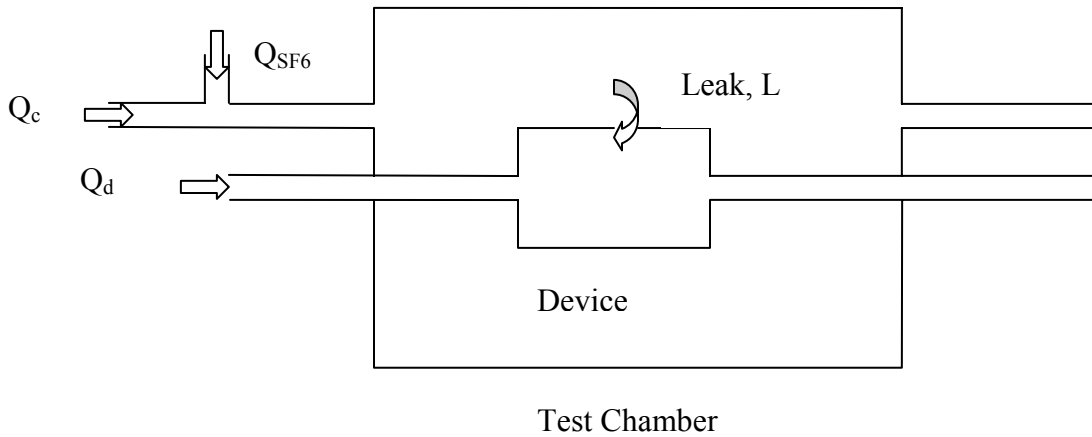 Q_SF6
Leak, L
Q_c
Q_d
Device
Test Chamber